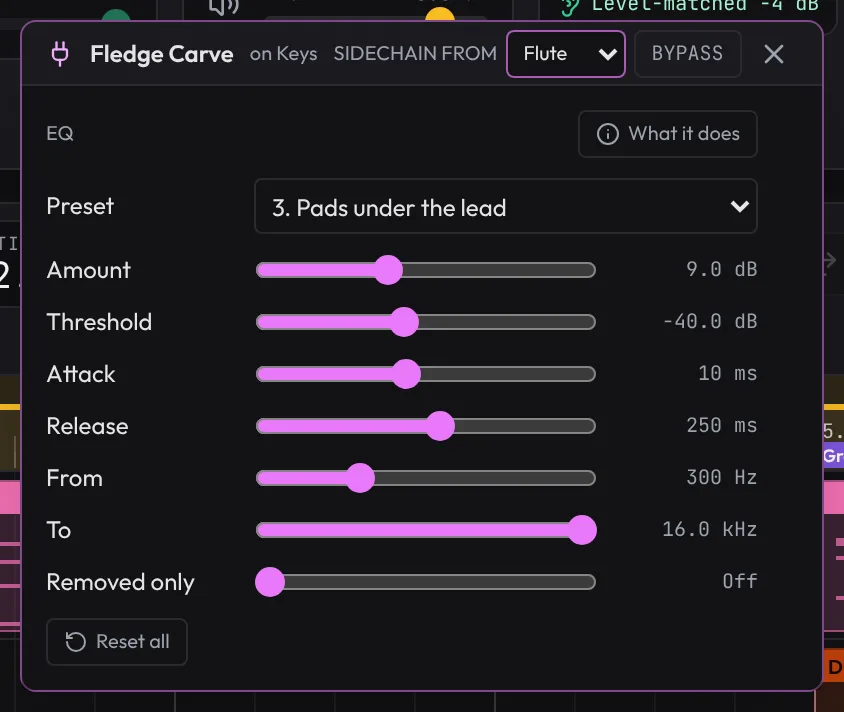 Level-matched -4 dB
Fledge Carve on Keys SIDECHAIN FROM Flute BYPASS
EQ
What it does
Preset 3. Pads under the lead
Amount 9.0 dB
Threshold -40.0 dB
Attack 10 ms
Release 250 ms
From 300 Hz
To 16.0 kHz
Removed only Off
Reset all